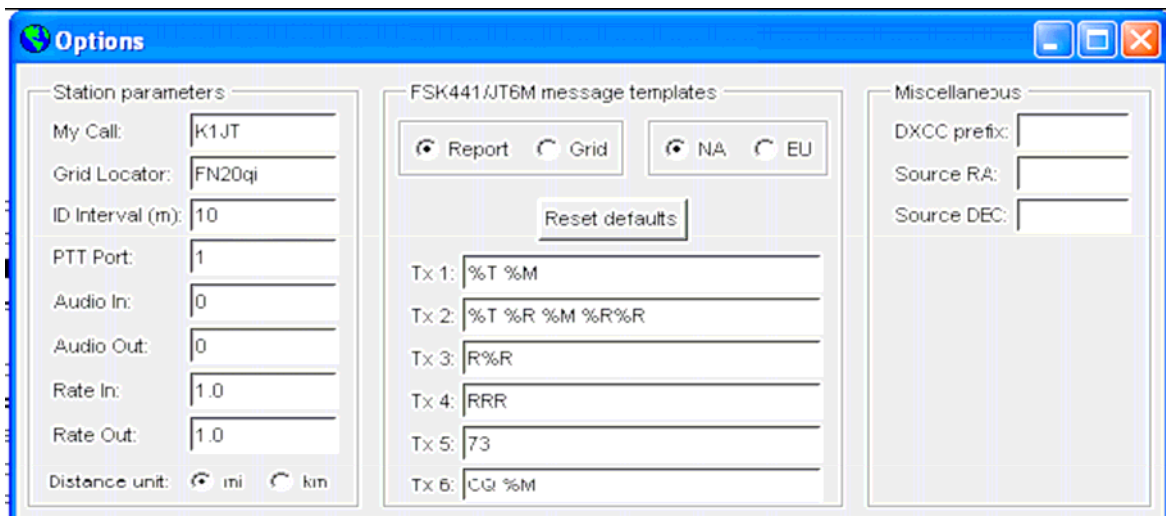 Options
Station parameters
My Call: K1JT
Grid Locator: FN20qi
ID Interval (m): 10
PTT Port: 1
Audio In: 0
Audio Out: 0
Rate In: 1.0
Rate Out: 1.0
Distance unit: mi km
FSK441/JT6M message templates
Report Grid NA EU
Reset defaults
Tx 1: %T %M
Tx 2: %T %R %M %R%R
Tx 3: R%R
Tx 4: RRR
Tx 5: 73
Tx 6: CQ %M
Miscellaneous
DXCC prefix:
Source RA:
Source DEC: